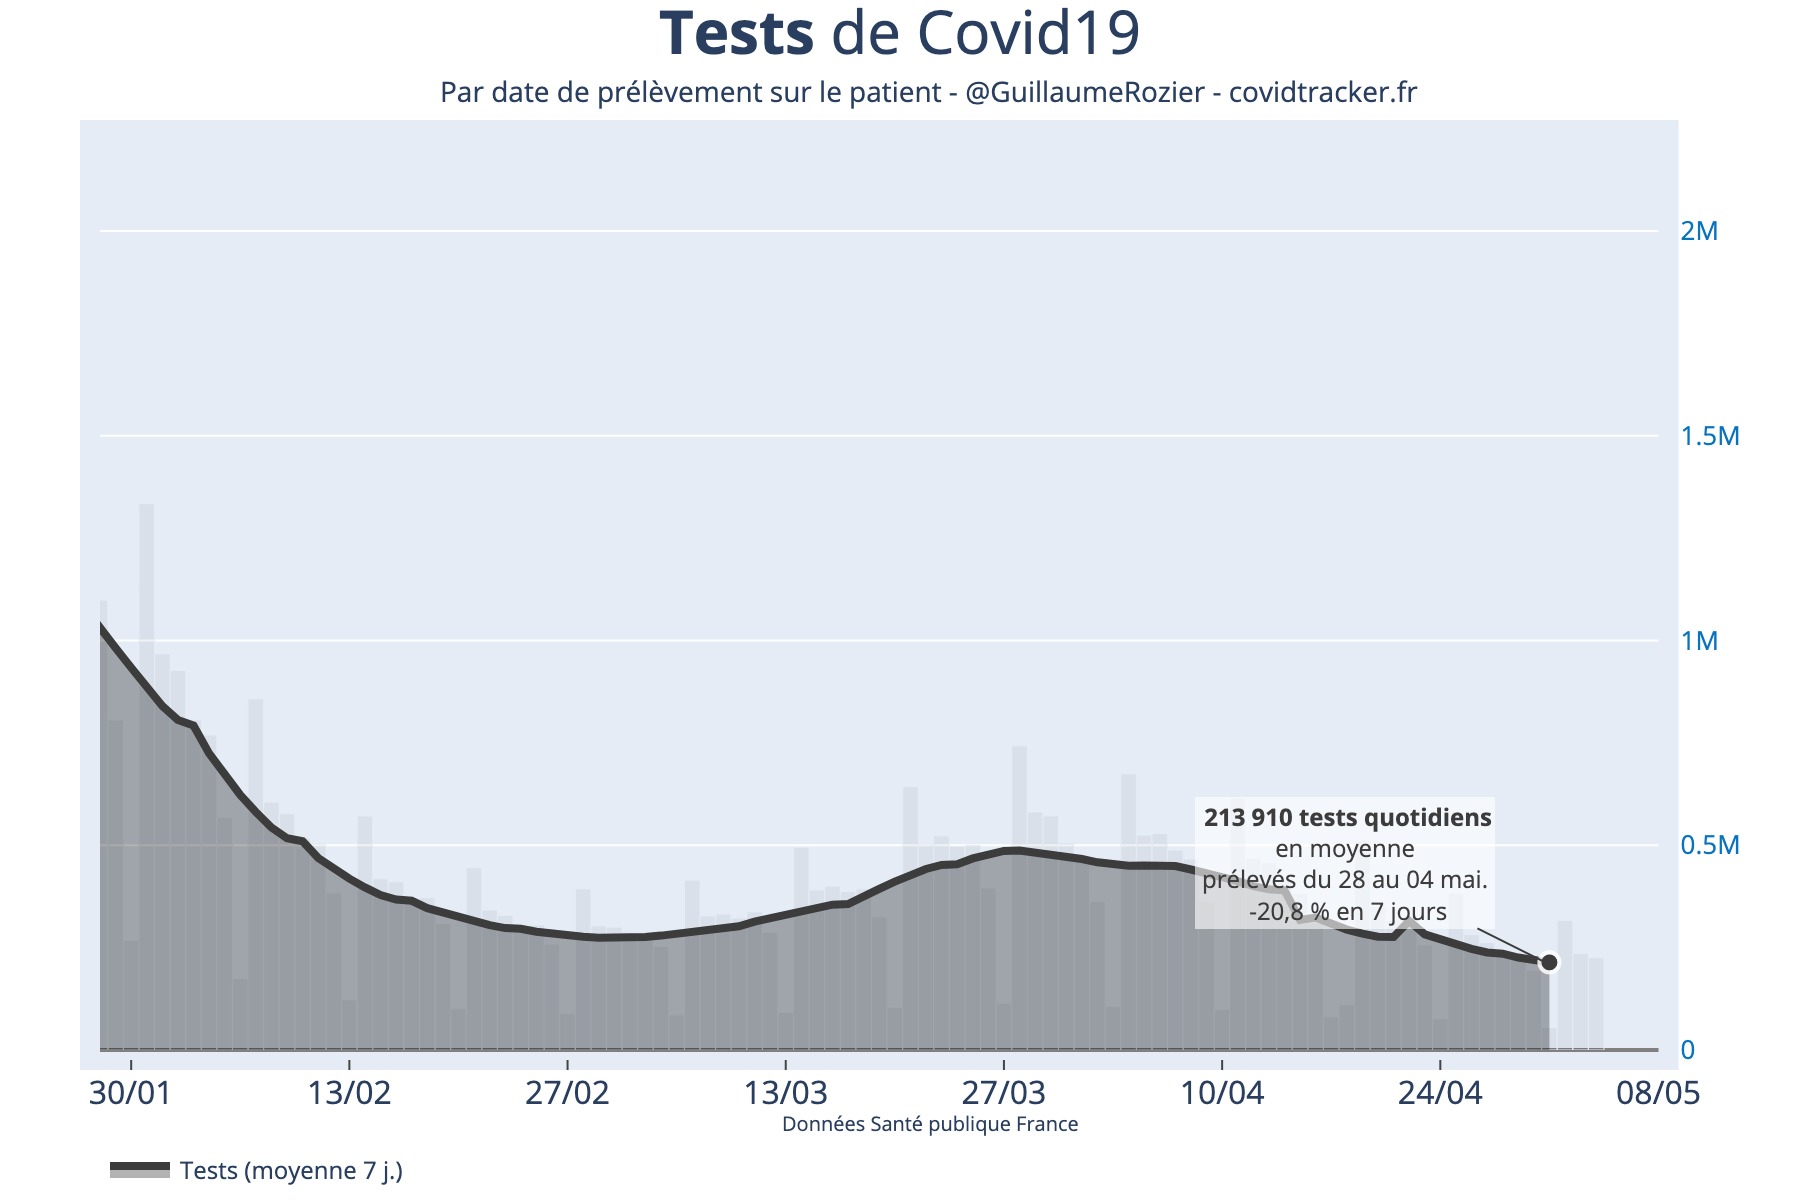 Tests de Covid19
Par date de prélèvement sur le patient - @GuillaumeRozier - covidtracker.fr
2M
1.5M
1M
0.5M
0
213 910 tests quotidiens
en moyenne
prélevés du 28 au 04 mai.
-20,8 % en 7 jours
30/01 13/02 27/02 13/03 27/03 10/04 24/04 08/05
Données Santé publique France
Tests (moyenne 7 j.)